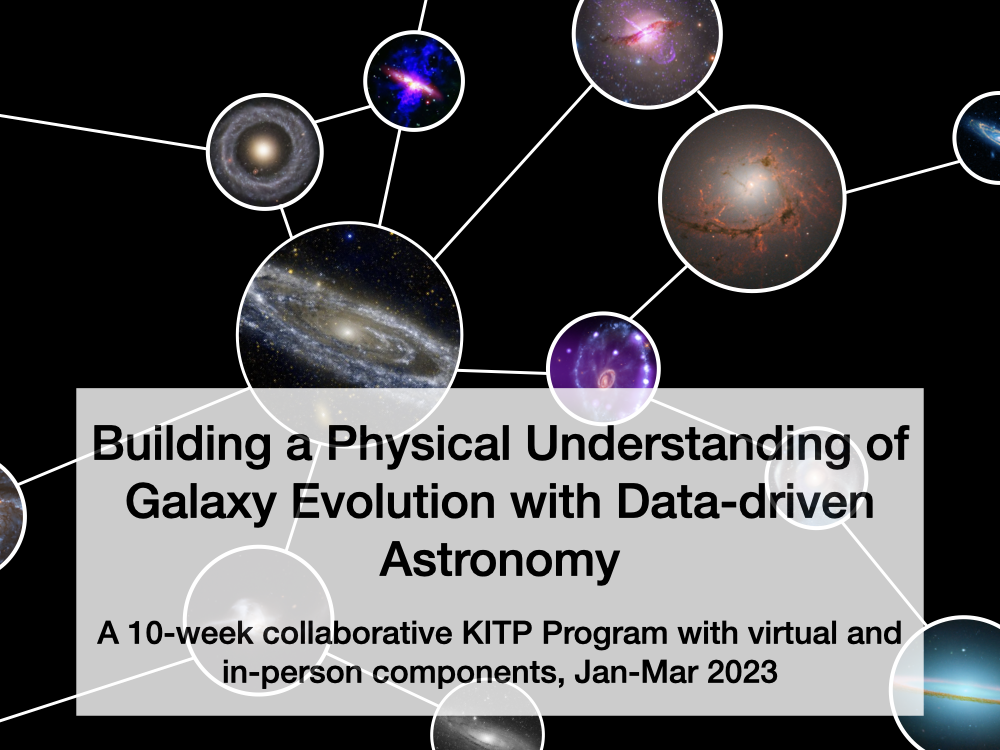 Building a Physical Understanding of
Galaxy Evolution with Data-driven
Astronomy
A 10-week collaborative KITP Program with virtual and
in-person components, Jan-Mar 2023